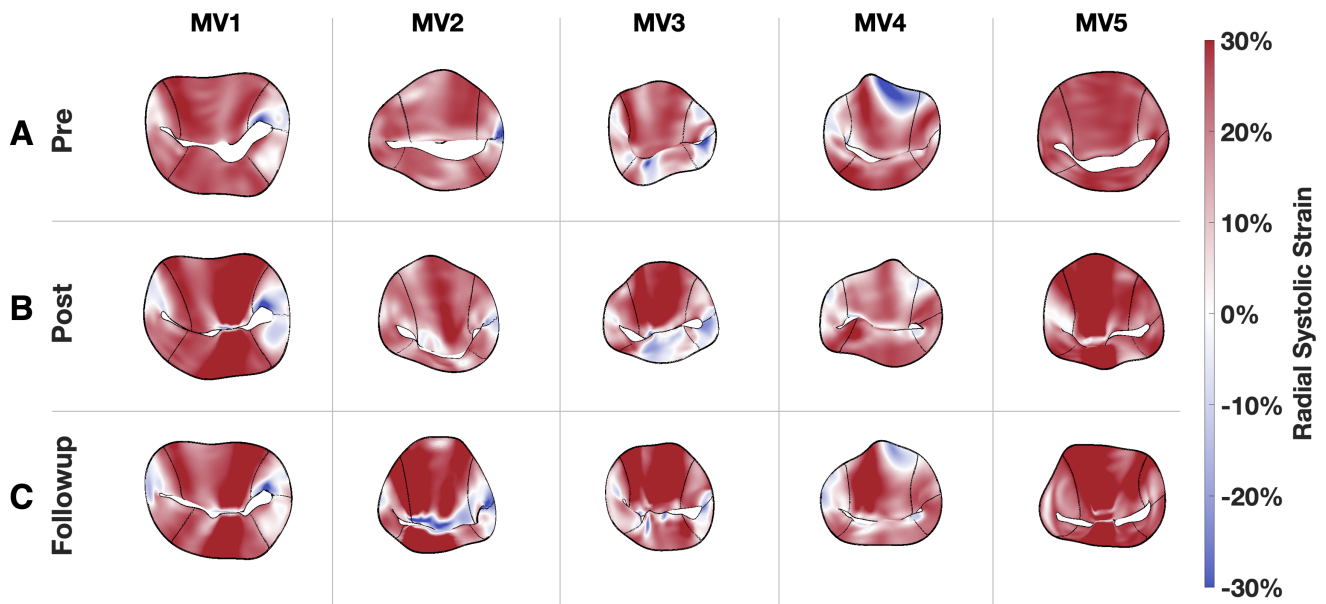 MV1 MV2 MV3 MV4 MV5
A Pre
B Post
C Followup
30%
20%
10%
0%
-10%
-20%
-30%
Radial Systolic Strain